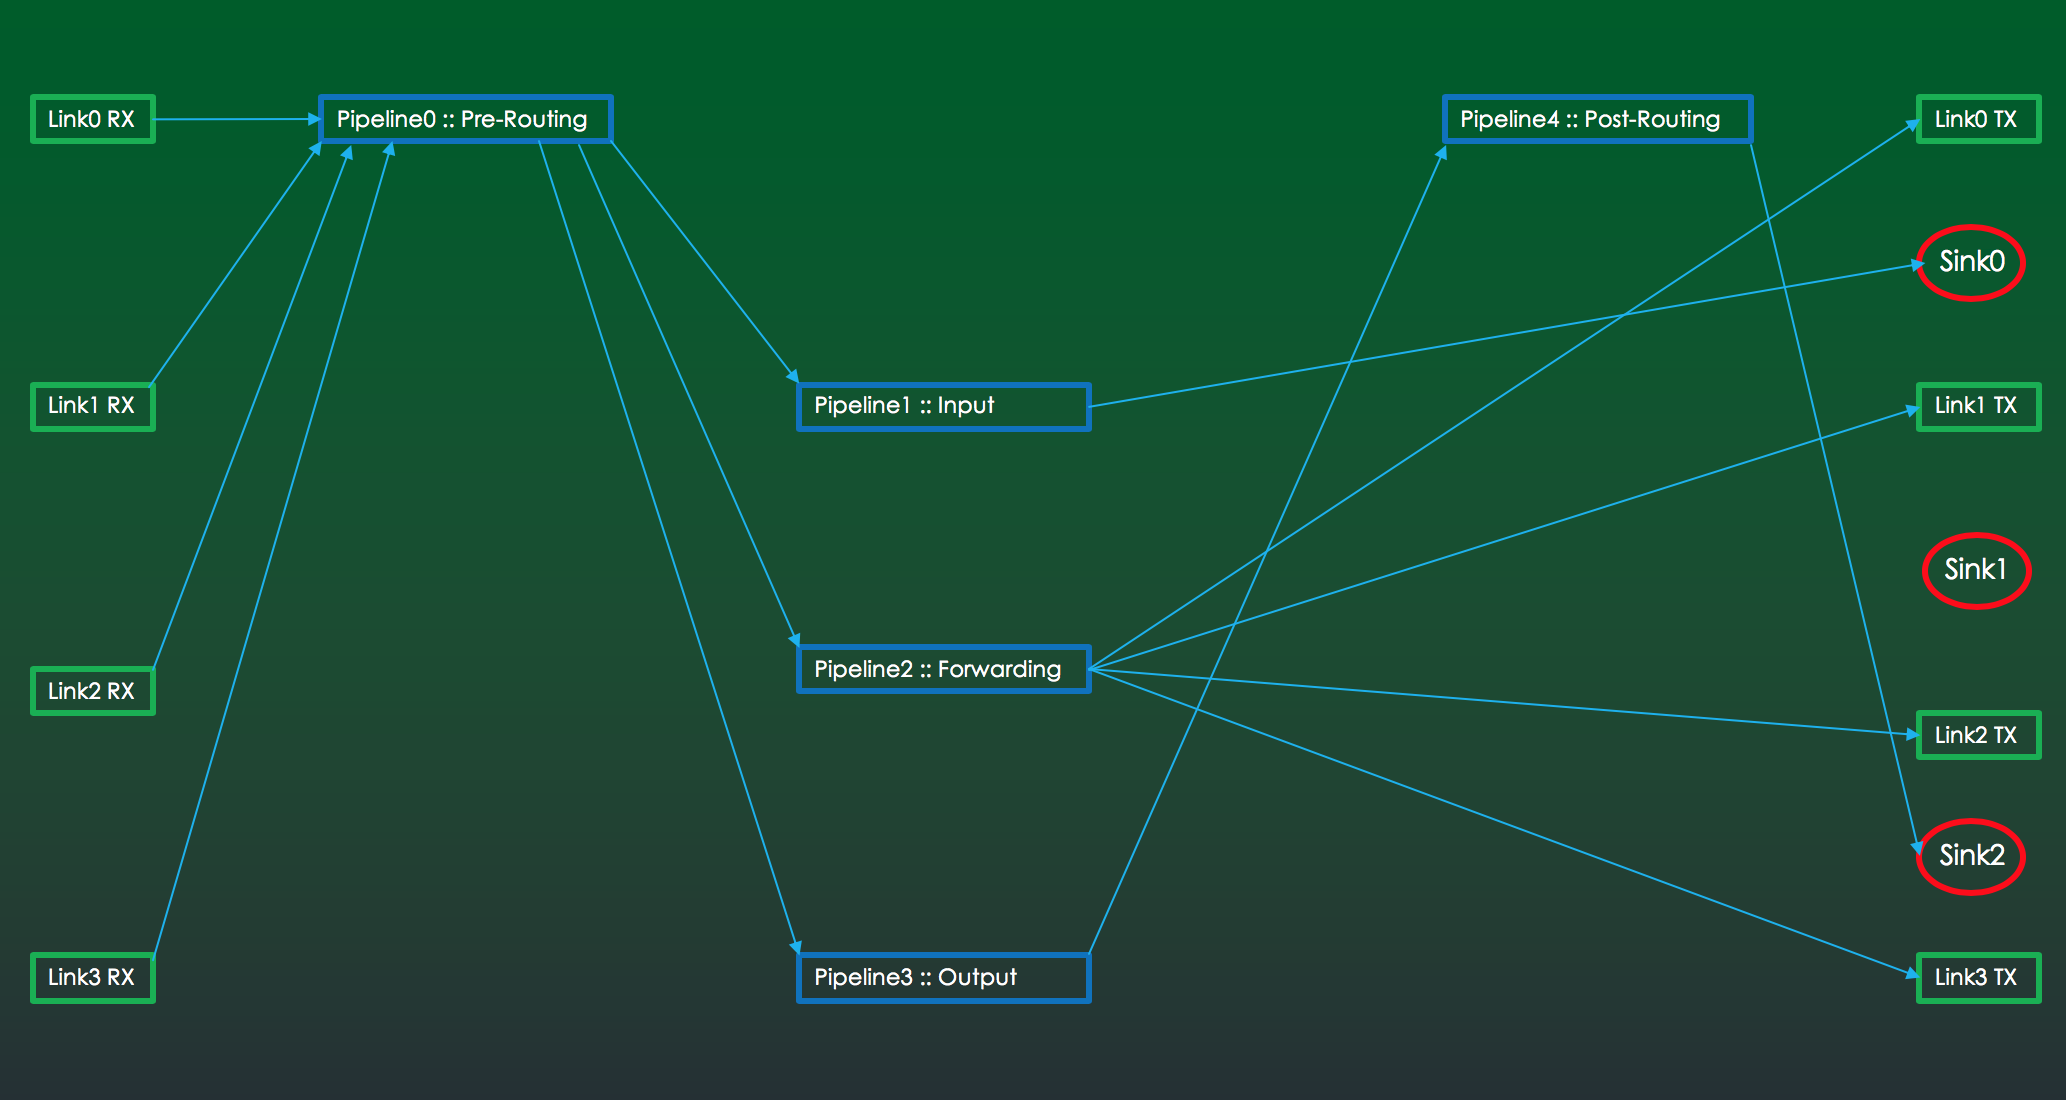 Link0 RX
Pipeline0 :: Pre-Routing
Pipeline4 :: Post-Routing
Link0 TX
Sink0
Link1 RX
Pipeline1 :: Input
Link1 TX
Sink1
Link2 RX
Pipeline2 :: Forwarding
Link2 TX
Sink2
Link3 RX
Pipeline3 :: Output
Link3 TX